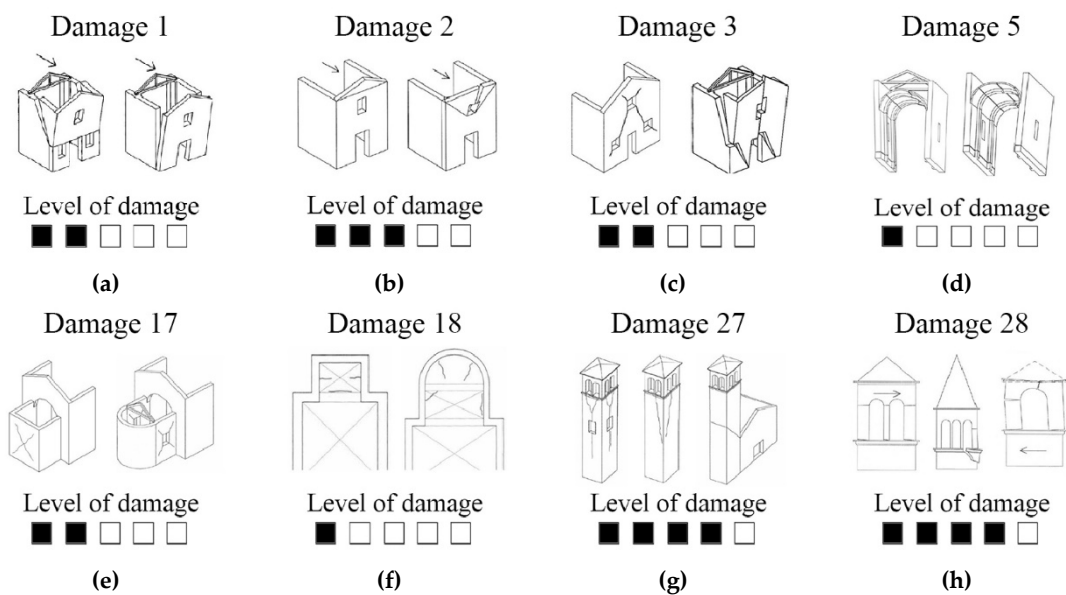 Damage 1
Damage 2
Damage 3
Damage 5
Level of damage
Level of damage
Level of damage
Level of damage
(a)
(b)
(c)
(d)
Damage 17
Damage 18
Damage 27
Damage 28
Level of damage
Level of damage
Level of damage
Level of damage
(e)
(f)
(g)
(h)